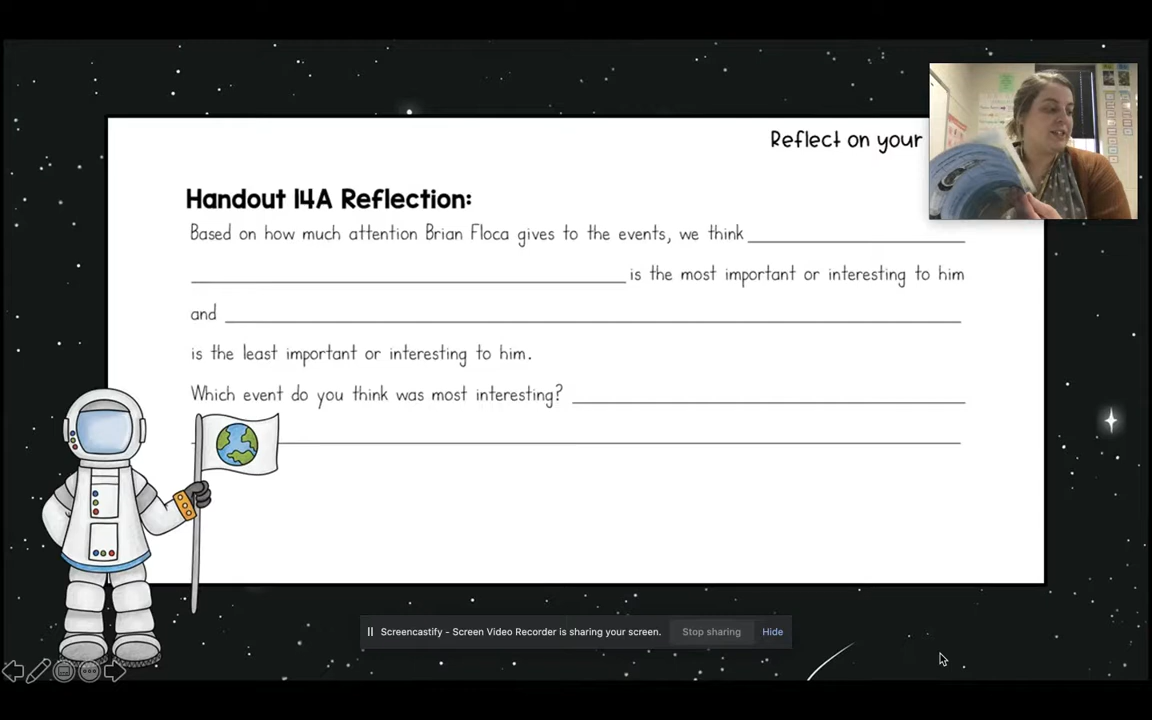 Reflect on your
Handout 14A Reflection:
Based on how much attention Brian Floca gives to the events, we think
is the most important or interesting to him
and
is the least important or interesting to him.
Which event do you think was most interesting?
Screencastify - Screen Video Recorder is sharing your screen.
Stop sharing
Hide